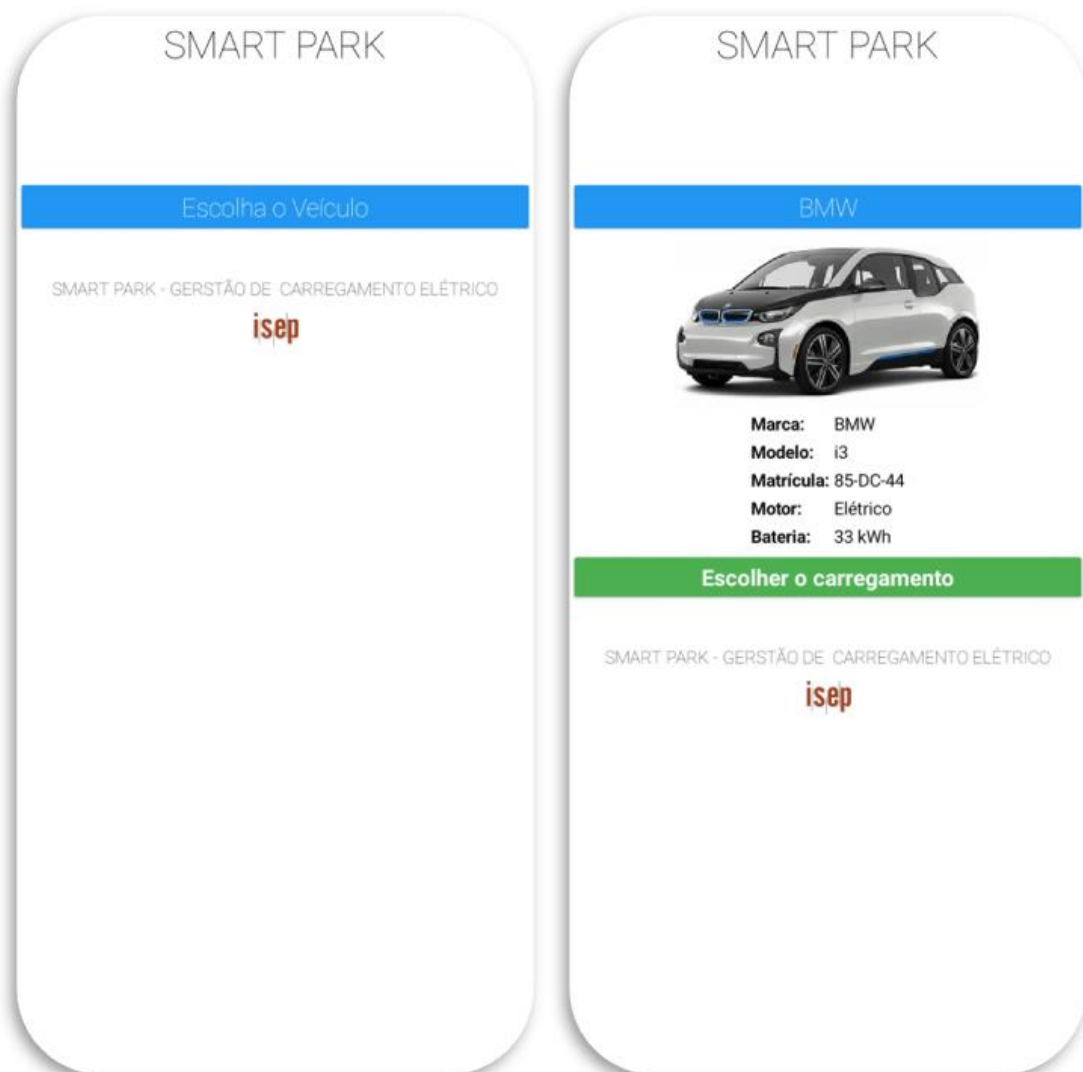 SMART PARK
Escolha o Veículo
SMART PARK - GERSTÃO DE CARREGAMENTO ELÉTRICO
isep
SMART PARK
BMW
Marca: BMW
Modelo: i3
Matrícula: 85-DC-44
Motor: Elétrico
Bateria: 33 kWh
Escolher o carregamento
SMART PARK - GERSTÃO DE CARREGAMENTO ELÉTRICO
isep